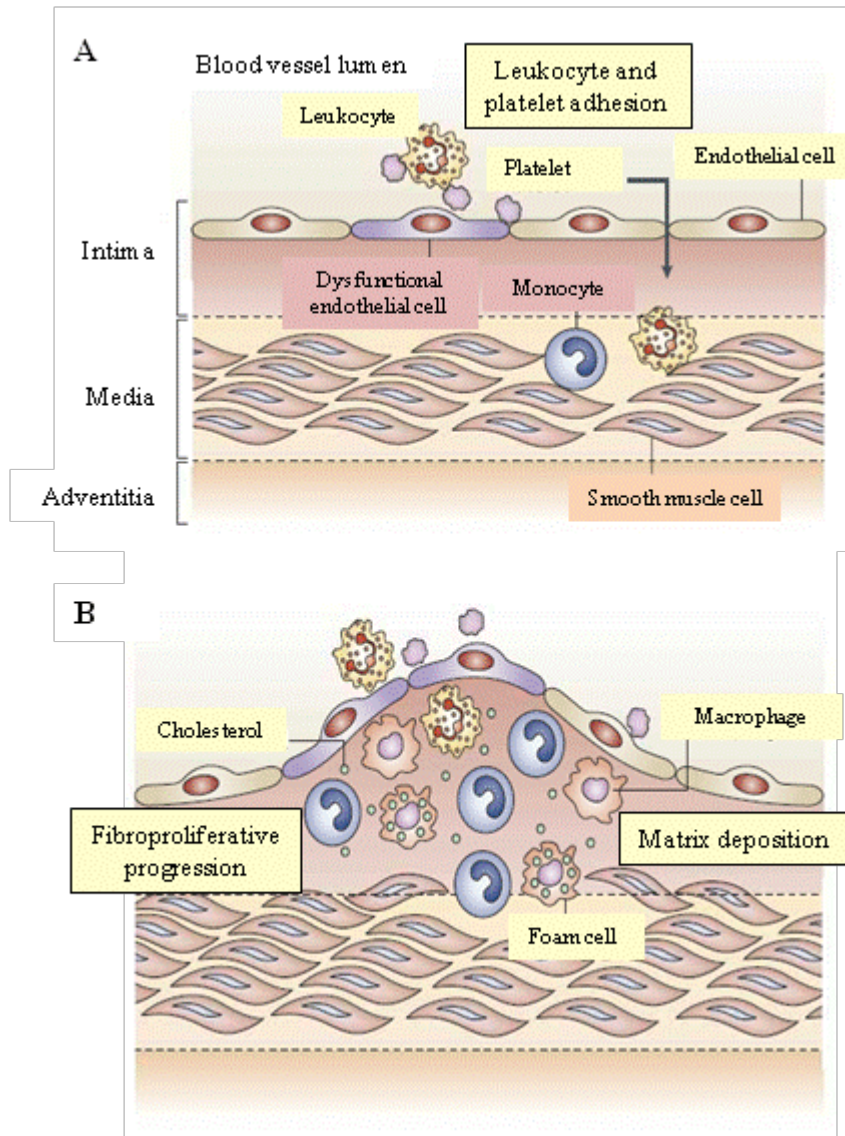 A
Blood vessel lumen
Leukocyte and
platelet adhesion
Leukocyte
Platelet
Endothelial cell
Intima
Dysfunctional
endothelial cell
Monocyte
Media
Adventitia
Smooth muscle cell
B
Cholesterol
Macrophage
Fibroproliferative
progression
Matrix deposition
Foam cell